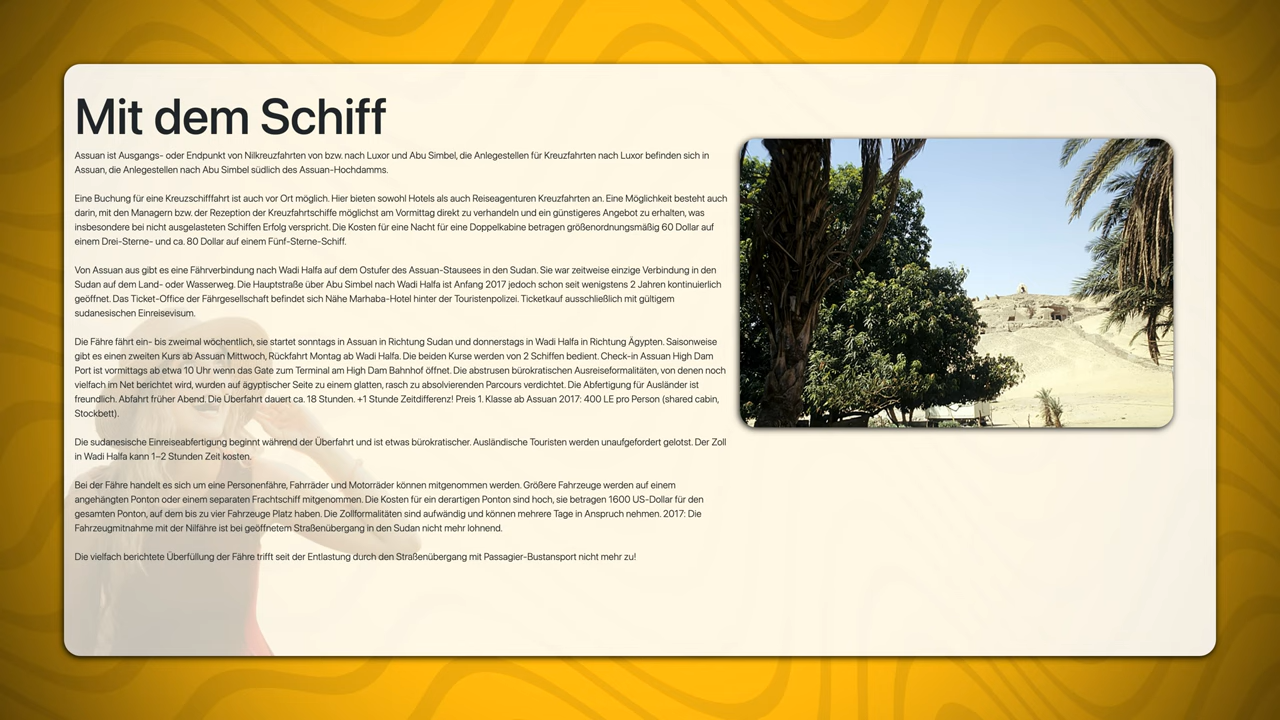 Mit dem Schiff
Assuan ist Ausgangs- oder Endpunkt von Nilkreuzfahrten von bzw. nach Luxor und Abu Simbel, die Anlegestellen für Kreuzfahrten nach Luxor befinden sich in
Assuan, die Anlegestellen nach Abu Simbel südlich des Assuan-Hochdamms.
Eine Buchung für eine Kreuzschifffahrt ist auch vor Ort möglich. Hier bieten sowohl Hotels als auch Reiseagenturen Kreuzfahrten an. Eine Möglichkeit besteht auch
darin, mit den Managern bzw. der Rezeption der Kreuzfahrtschiffe möglichst am Vormittag direkt zu verhandeln und ein günstigeres Angebot zu erhalten, was
insbesondere bei nicht ausgelasteten Schiffen Erfolg verspricht. Die Kosten für eine Nacht für eine Doppelkabine betragen größenordnungsmäßig 60 Dollar auf
einem Drei-Sterne- und ca. 80 Dollar auf einem Fünf-Sterne-Schiff.
Von Assuan aus gibt es eine Fährverbindung nach Wadi Halfa auf dem Ostufer des Assuan-Stausees in den Sudan. Sie war zeitweise einzige Verbindung in den
Sudan auf dem Land- oder Wasserweg. Die Hauptstraße über Abu Simbel nach Wadi Halfa ist Anfang 2017 jedoch schon seit wenigstens 2 Jahren kontinuierlich
geöffnet. Das Ticket-Office der Fährgesellschaft befindet sich Nähe Marhaba-Hotel hinter der Touristenpolizei. Ticketkauf ausschließlich mit gültigem
sudanesischen Einreisevisum.
Die Fähre fährt ein- bis zweimal wöchentlich, sie startet sonntags in Assuan in Richtung Sudan und donnerstags in Wadi Halfa in Richtung Ägypten. Saisonweise
gibt es einen zweiten Kurs ab Assuan Mittwoch, Rückfahrt Montag ab Wadi Halfa. Die beiden Kurse werden von 2 Schiffen bedient. Check-in Assuan High Dam
Port ist vormittags ab etwa 10 Uhr wenn das Gate zum Terminal am High Dam Bahnhof öffnet. Die abstrusen bürokratischen Ausreiseformalitäten, von denen noch
vielfach im Net berichtet wird, wurden auf ägyptischer Seite zu einem glatten, rasch zu absolvierenden Parcours verdichtet. Die Abfertigung für Ausländer ist
freundlich. Abfahrt früher Abend. Die Überfahrt dauert ca. 18 Stunden. +1 Stunde Zeitdifferenz! Preis 1. Klasse ab Assuan 2017: 400 LE pro Person (shared cabin,
Stockbett).
Die sudanesische Einreiseabfertigung beginnt während der Überfahrt und ist etwas bürokratischer. Ausländische Touristen werden unaufgefordert gelotst. Der Zoll
in Wadi Halfa kann 1–2 Stunden Zeit kosten.
Bei der Fähre handelt es sich um eine Personenfähre, Fahrräder und Motorräder können mitgenommen werden. Größere Fahrzeuge werden auf einem
angehängten Ponton oder einem separaten Frachtschiff mitgenommen. Die Kosten für ein derartigen Ponton sind hoch, sie betragen 1600 US-Dollar für den
gesamten Ponton, auf dem bis zu vier Fahrzeuge Platz haben. Die Zollformalitäten sind aufwändig und können mehrere Tage in Anspruch nehmen. 2017: Die
Fahrzeugmitnahme mit der Nilfähre ist bei geöffnetem Straßenübergang in den Sudan nicht mehr lohnend.
Die vielfach berichtete Überfüllung der Fähre trifft seit der Entlastung durch den Straßenübergang mit Passagier-Bustansport nicht mehr zu!